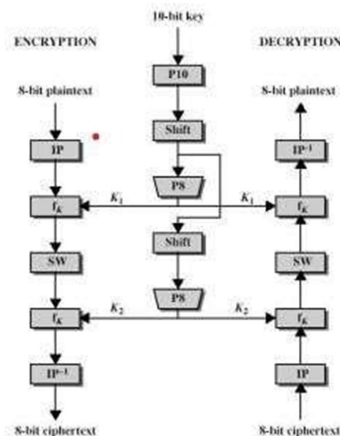 10-bit key
ENCRYPTION
DECRYPTION
8-bit plaintext
P10
8-bit plaintext
IP
Shift
IP⁻¹
P8
fK
K1
K1
fK
Shift
SW
SW
P8
fK
K2
K2
fK
IP⁻¹
IP
8-bit ciphertext
8-bit ciphertext